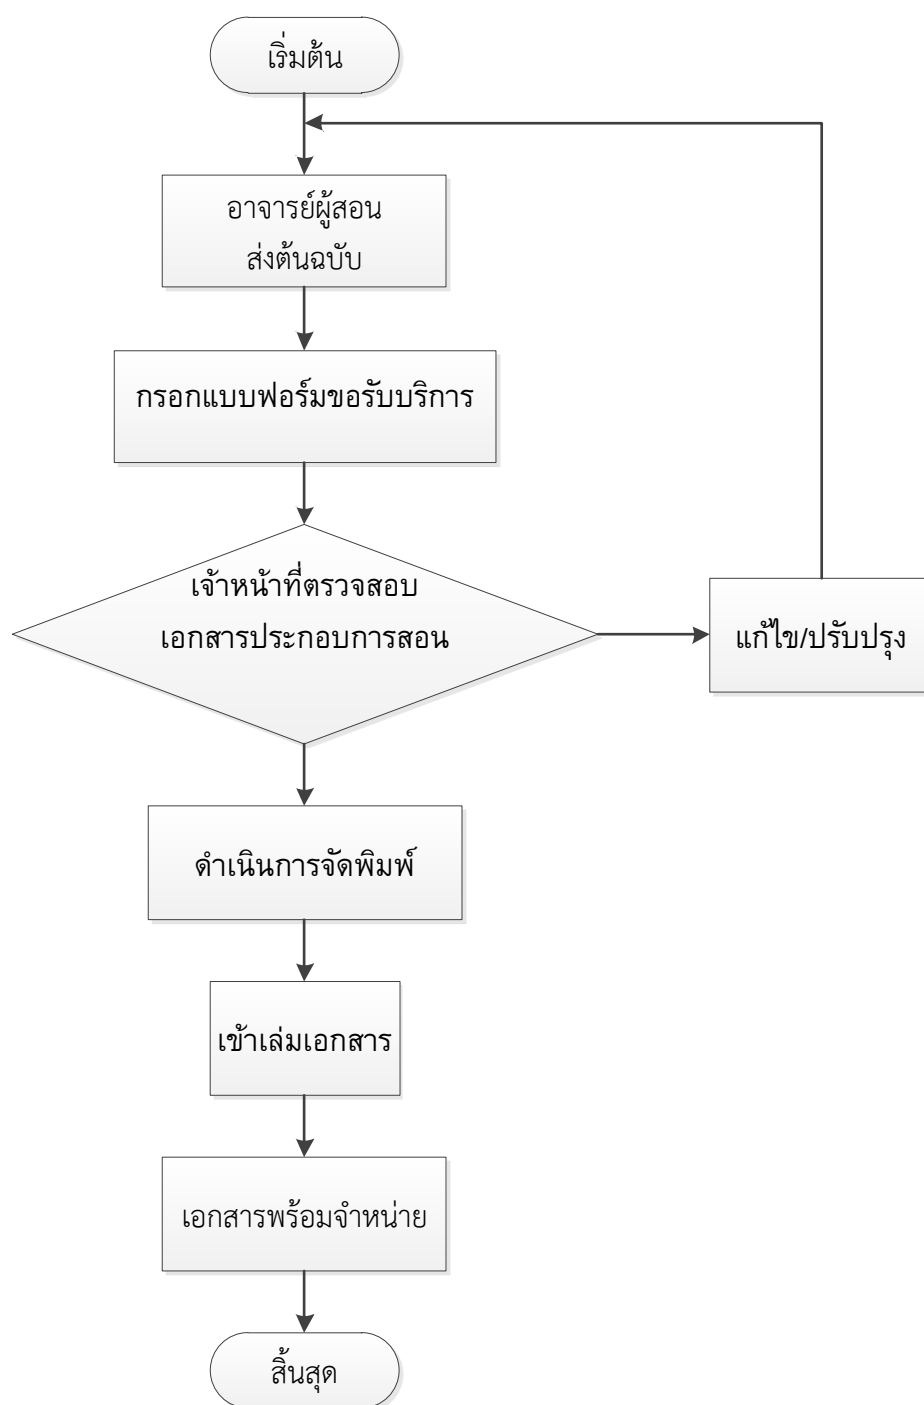 เริ่มต้น
อาจารย์ผู้สอน
ส่งต้นฉบับ
กรอกแบบฟอร์มขอรับบริการ
เจ้าหน้าที่ตรวจสอบ
เอกสารประกอบการสอน
แก้ไข/ปรับปรุง
ดำเนินการจัดพิมพ์
เข้าเล่มเอกสาร
เอกสารพร้อมจำหน่าย
สิ้นสุด